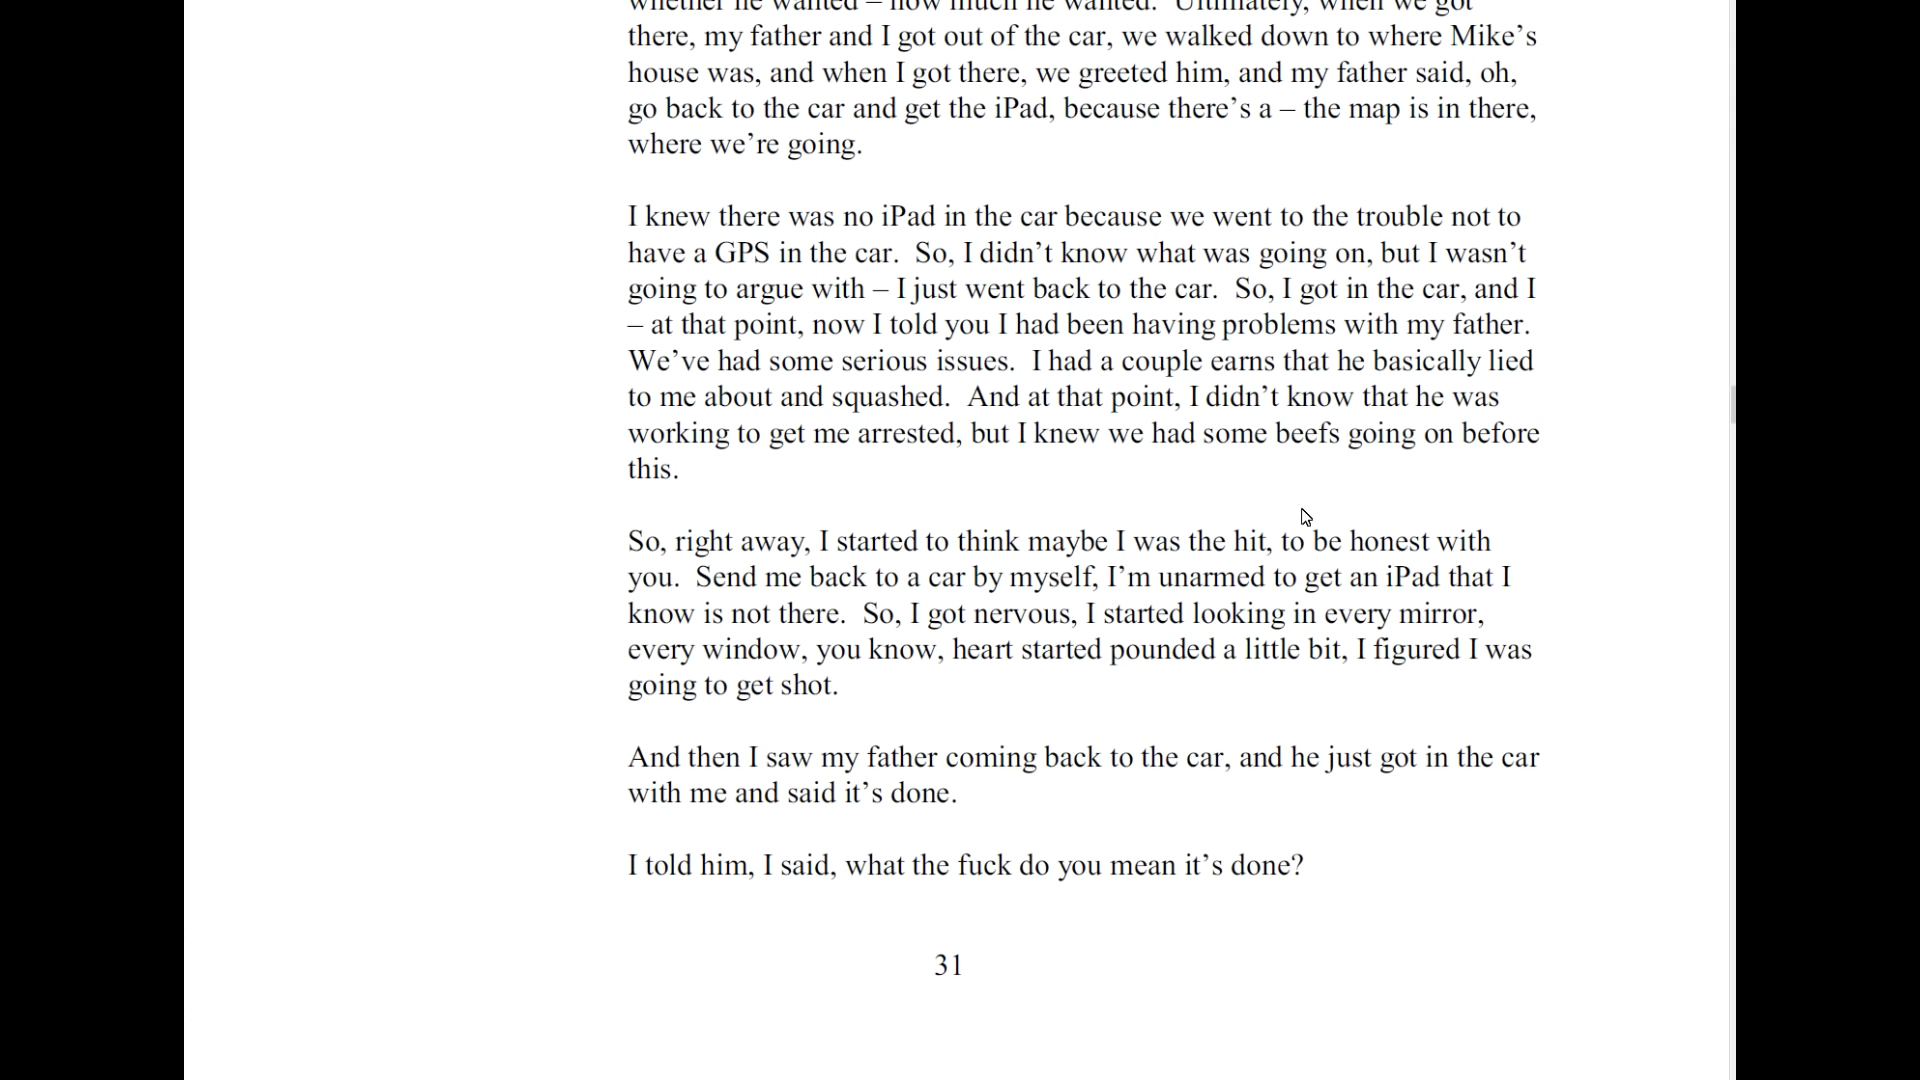 whether he wanted – how much he wanted.  Ultimately, when we got
there, my father and I got out of the car, we walked down to where Mike’s
house was, and when I got there, we greeted him, and my father said, oh,
go back to the car and get the iPad, because there’s a – the map is in there,
where we’re going.
I knew there was no iPad in the car because we went to the trouble not to
have a GPS in the car.  So, I didn’t know what was going on, but I wasn’t
going to argue with – I just went back to the car.  So, I got in the car, and I
– at that point, now I told you I had been having problems with my father.
We’ve had some serious issues.  I had a couple earns that he basically lied
to me about and squashed.  And at that point, I didn’t know that he was
working to get me arrested, but I knew we had some beefs going on before
this.
So, right away, I started to think maybe I was the hit, to be honest with
you.  Send me back to a car by myself, I’m unarmed to get an iPad that I
know is not there.  So, I got nervous, I started looking in every mirror,
every window, you know, heart started pounded a little bit, I figured I was
going to get shot.
And then I saw my father coming back to the car, and he just got in the car
with me and said it’s done.
I told him, I said, what the fuck do you mean it’s done?
31